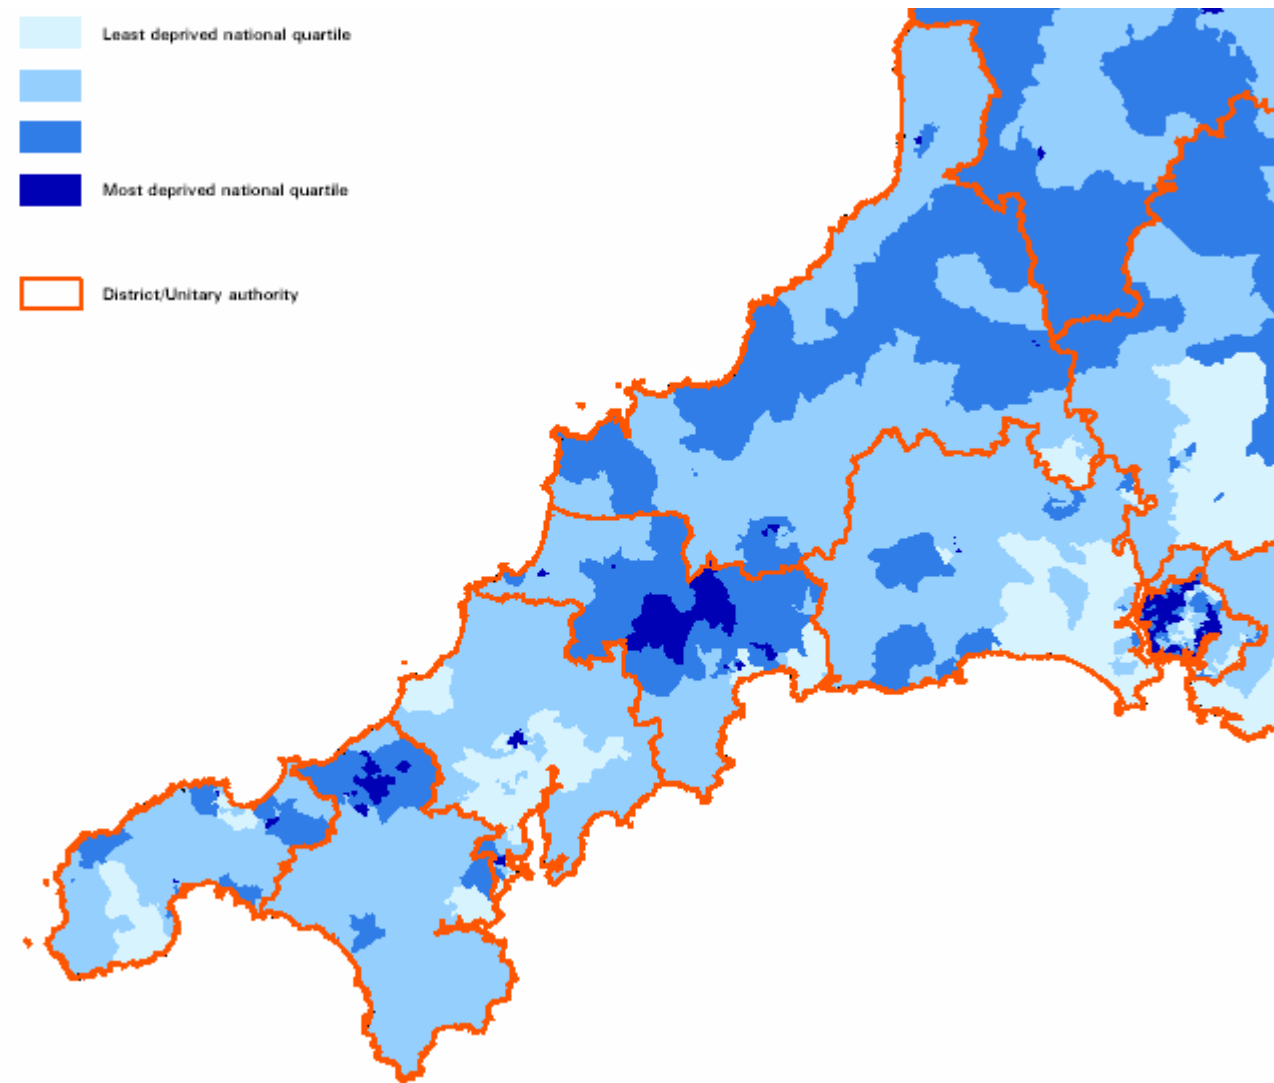 Least deprived national quartile
Most deprived national quartile
District/Unitary authority